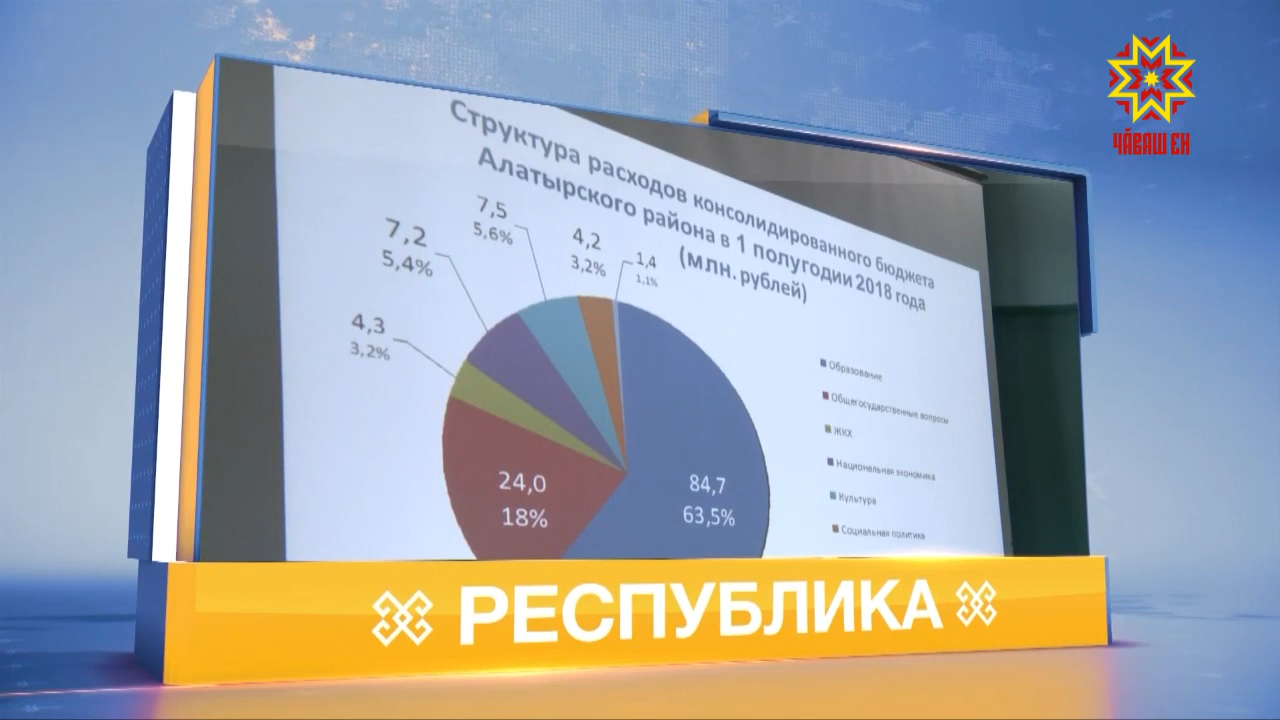 ЧӐВАШ ЕН
Структура расходов консолидированного бюджета
Алатырского района в 1 полугодии 2018 года
(млн. рублей)
7,5
5,6%
4,2
3,2%
1,4
1,1%
7,2
5,4%
4,3
3,2%
24,0
18%
84,7
63,5%
Образование
Общегосударственные вопросы
ЖКХ
Национальная экономика
Культура
Социальная политика
РЕСПУБЛИКА